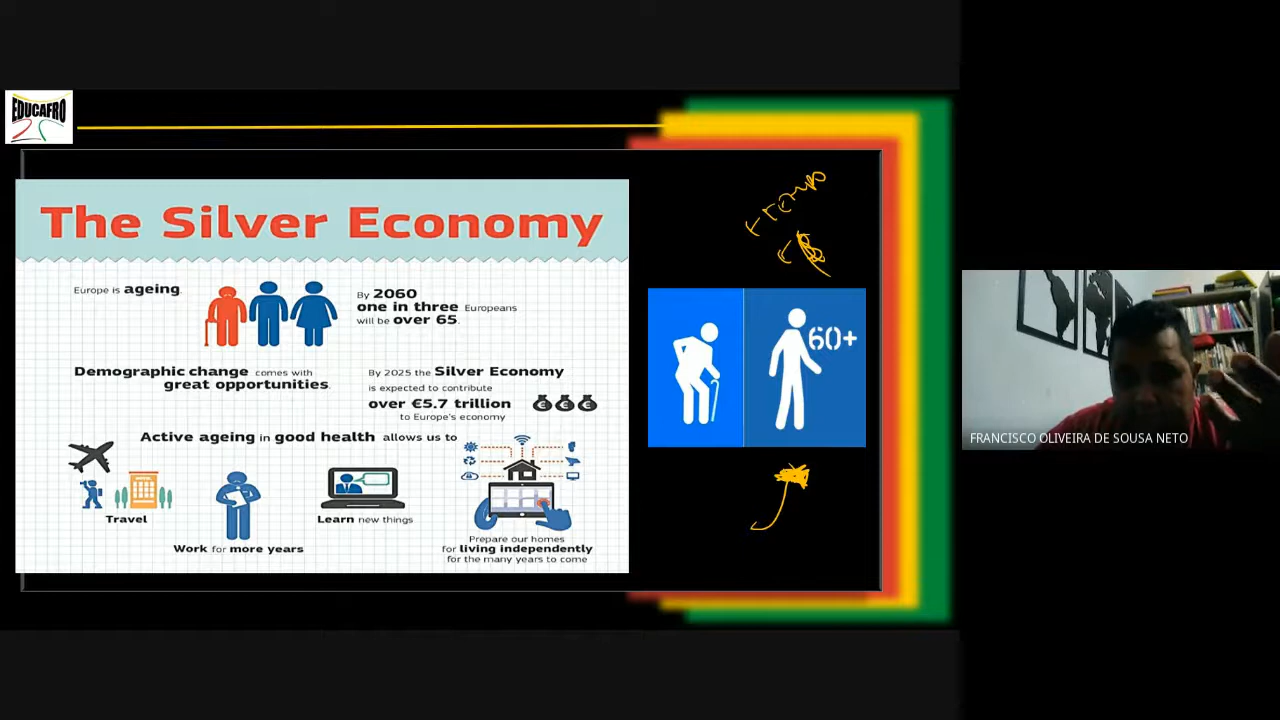 EDUCAFRO
The Silver Economy
Europe is ageing.
By 2060
one in three Europeans
will be over 65.
Demographic change comes with
great opportunities.
By 2025 the Silver Economy
is expected to contribute
over €5.7 trillion
to Europe's economy
€ € €
Active ageing in good health allows us to
Travel
Work for more years
Learn new things
Prepare our homes
for living independently
for the many years to come
60+
FRANCISCO OLIVEIRA DE SOUSA NETO